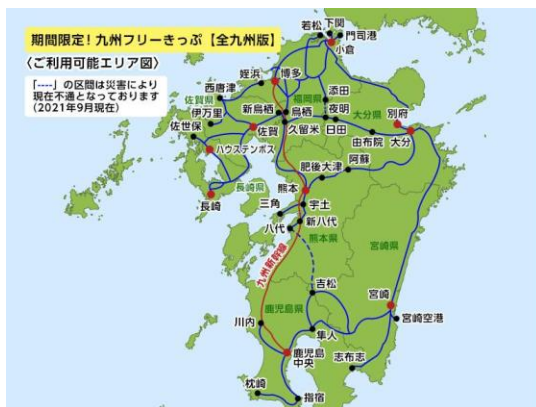 期間限定!九州フリーきっぷ【全九州版】
〈ご利用可能エリア図〉
「----」の区間は災害により
現在不通となっております
（2021年9月現在）
若松
下関
門司港
小倉
姪浜
博多
西唐津
佐賀県
福岡県
添田
伊万里
新鳥栖
鳥栖
夜明
大分県
別府
佐世保
佐賀
久留米
日田
ハウステンボス
由布院
大分
肥後大津
阿蘇
長崎
長崎県
熊本
三角
宇土
八代
新八代
熊本県
宮崎県
九州新幹線
吉松
宮崎
鹿児島県
宮崎空港
川内
隼人
鹿児島
中央
志布志
枕崎
指宿